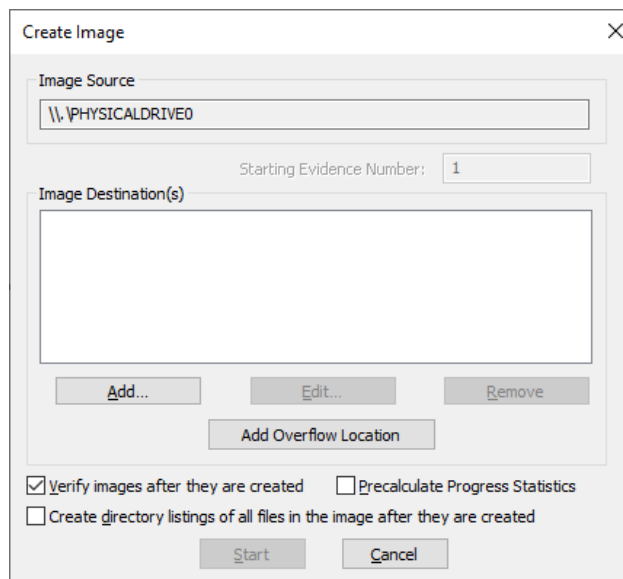 Create Image
Image Source
\\.\PHYSICALDRIVE0
Starting Evidence Number: 1
Image Destination(s)
Add... Edit... Remove
Add Overflow Location
Verify images after they are created Precalculate Progress Statistics
Create directory listings of all files in the image after they are created
Start Cancel